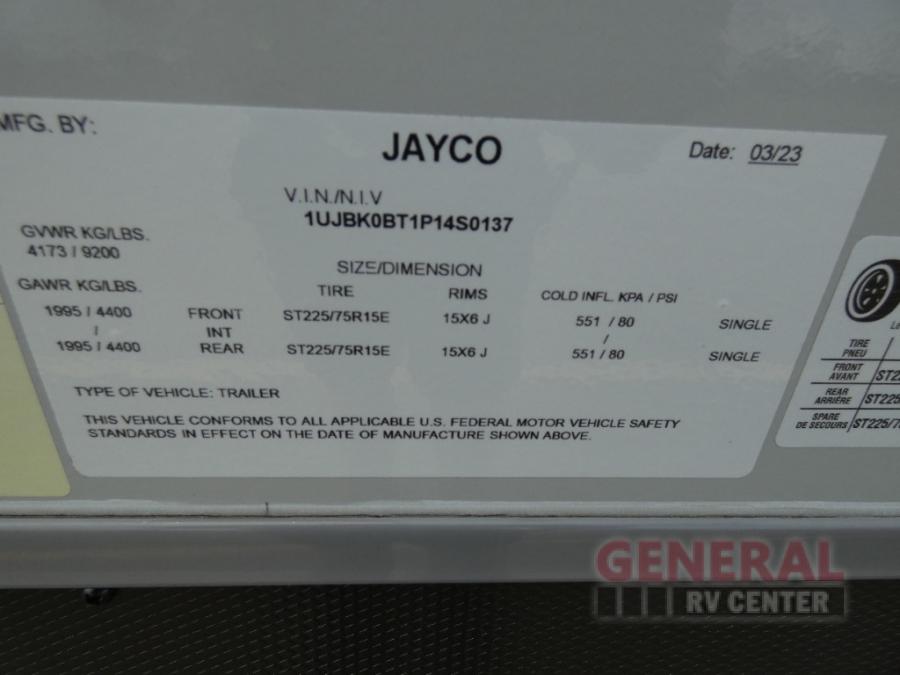 MFG. BY:
JAYCO
Date: 03/23
V.I.N./N.I.V
1UJBK0BT1P14S0137
GVWR KG/LBS.
4173 / 9200
SIZE/DIMENSION
GAWR KG/LBS. TIRE RIMS COLD INFL. KPA / PSI
1995 / 4400 FRONT ST225/75R15E 15X6 J 551 / 80 SINGLE
/ INT /
1995 / 4400 REAR ST225/75R15E 15X6 J 551 / 80 SINGLE
TYPE OF VEHICLE: TRAILER
THIS VEHICLE CONFORMS TO ALL APPLICABLE U.S. FEDERAL MOTOR VEHICLE SAFETY
STANDARDS IN EFFECT ON THE DATE OF MANUFACTURE SHOWN ABOVE.
TIRE
PNEU
FRONT
AVANT ST22
REAR
ARRIÈRE ST225
SPARE
DE SECOURS ST225/75
GENERAL
RV CENTER